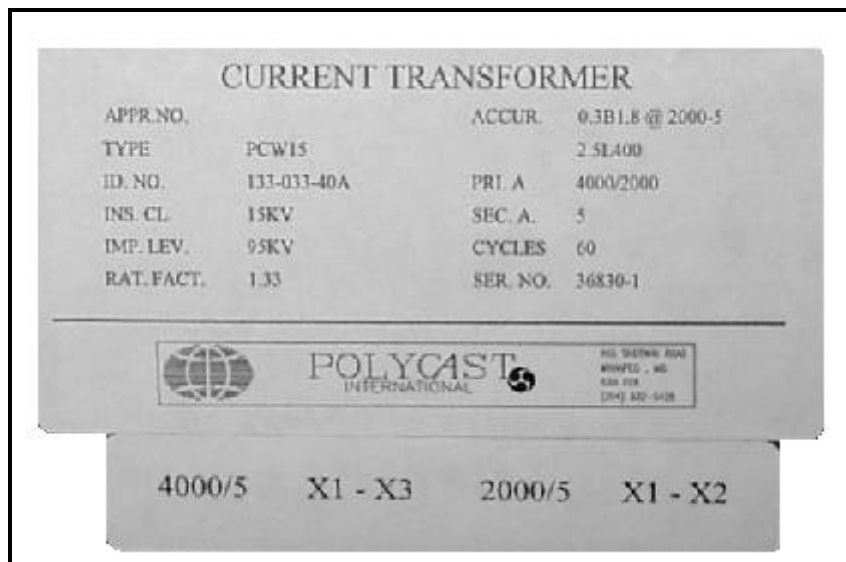 CURRENT TRANSFORMER
APPR.NO. ACCUR. 0.3B1.8 @ 2000-5
TYPE PCW15 2.5L400
ID. NO. 133-033-40A PRI. A 4000/2000
INS. CL. 15KV SEC. A. 5
IMP. LEV. 95KV CYCLES 60
RAT. FACT. 1.33 SER. NO. 36830-1
POLYCAST
INTERNATIONAL
ROAD
4000/5 X1 - X3 2000/5 X1 - X2